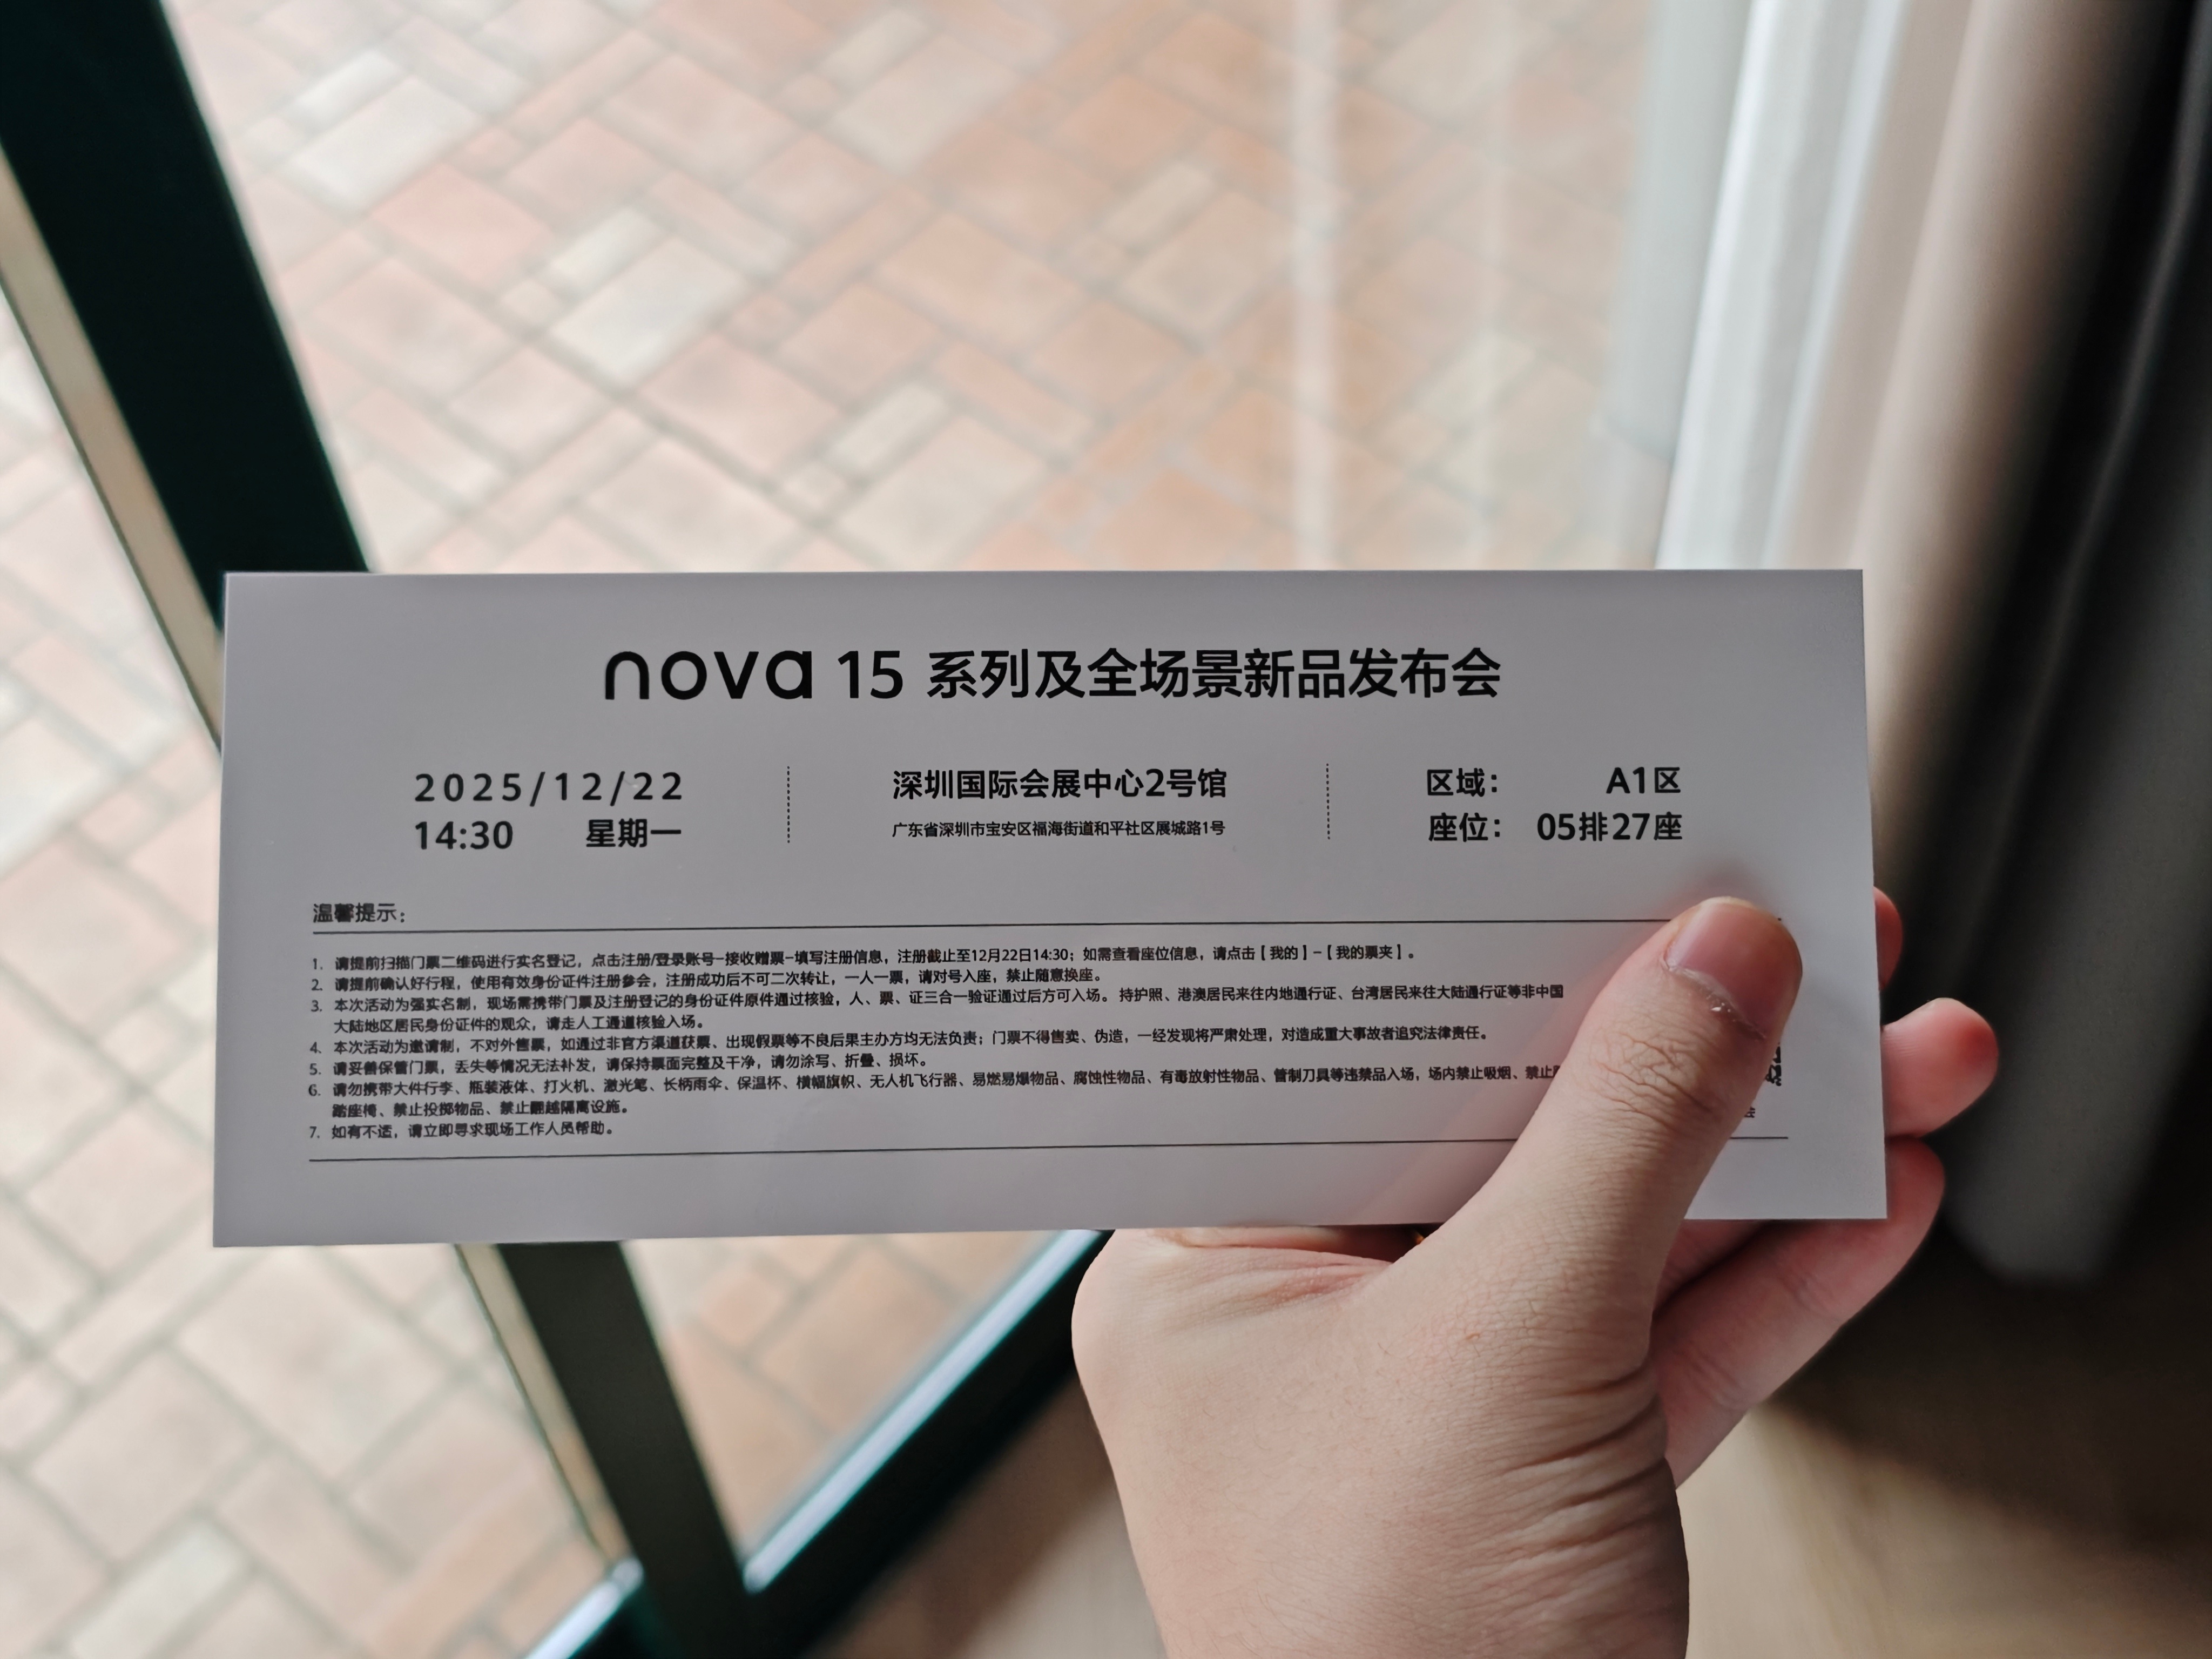 nova 15 系列及全场景新品发布会
2025/12/22
14:30 星期一
深圳国际会展中心2号馆
广东省深圳市宝安区福海街道和平社区展城路1号
区域： A1区
座位： 05排27座
温馨提示：
1. 请提前扫描门票二维码进行实名登记，点击注册/登录账号-接收赠票-填写注册信息，注册截止至12月22日14:30；如需查看座位信息，请点击【我的】-【我的票夹】。
2. 请提前确认好行程，使用有效身份证件注册参会，注册成功后不可二次转让，一人一票，请对号入座，禁止随意换座。
3. 本次活动为强实名制，现场需携带门票及注册登记的身份证件原件通过核验，人、票、证三合一验证通过后方可入场。持护照、港澳居民来往内地通行证、台湾居民来往大陆通行证等非中国
大陆地区居民身份证件的观众，请走人工通道核验入场。
4. 本次活动为邀请制，不对外售票，如通过非官方渠道获票、出现假票等不良后果主办方均无法负责；门票不得售卖、伪造，一经发现将严肃处理，对造成重大事故者追究法律责任。
5. 请妥善保管门票，丢失等情况无法补发，请保持票面完整及干净，请勿涂写、折叠、损坏。
6. 请勿携带大件行李、瓶装液体、打火机、激光笔、长柄雨伞、保温杯、横幅旗帜、无人机飞行器、易燃易爆物品、腐蚀性物品、有毒放射性物品、管制刀具等违禁品入场，场内禁止吸烟、禁止
踏座椅、禁止投掷物品、禁止翻越隔离设施。
7. 如有不适，请立即寻求现场工作人员帮助。
会